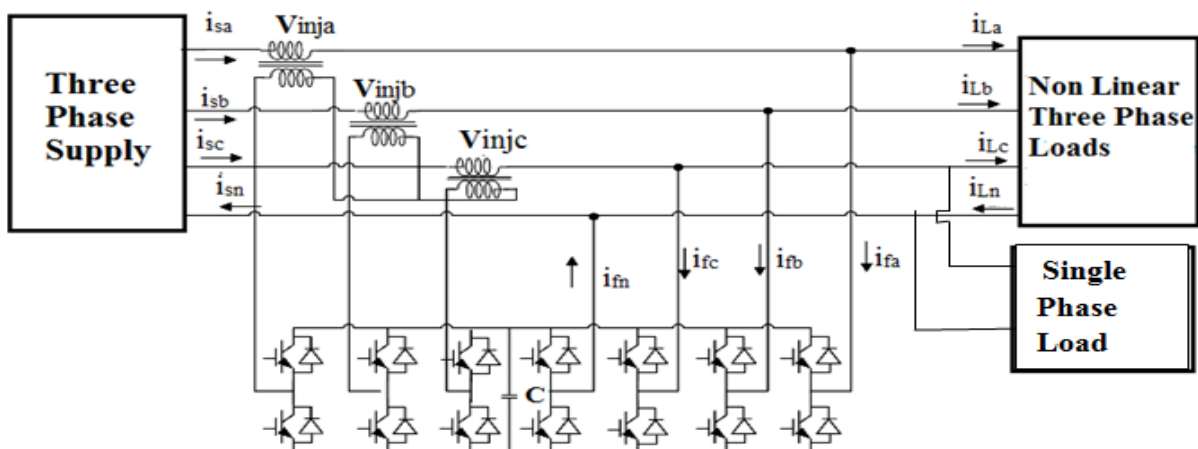 Three
Phase
Supply
isa
isb
isc
isn
Vinja
Vinjb
Vinjc
iLa
iLb
iLc
iLn
Non Linear
Three Phase
Loads
ifn
ifc
ifb
ifa
C
Single
Phase
Load